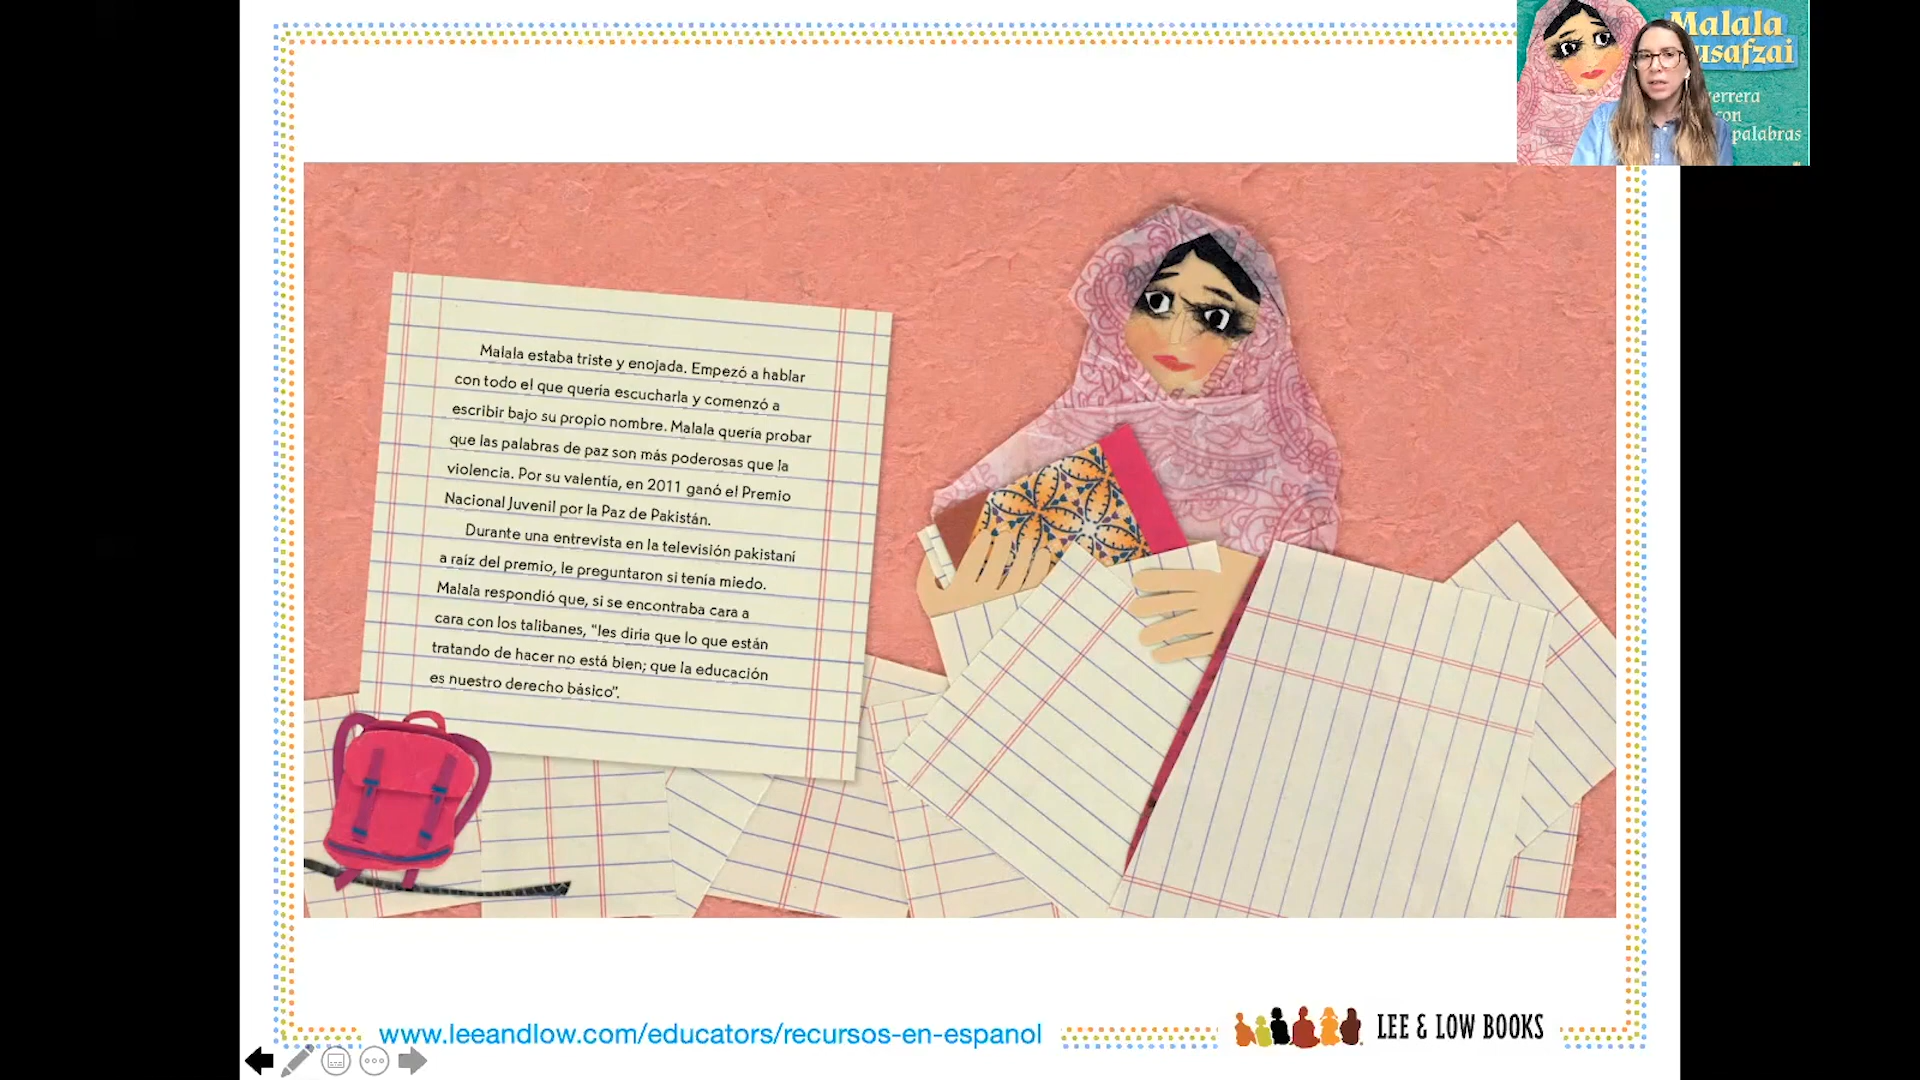 Malala
usafzai
errera
con
palabras
Malala estaba triste y enojada. Empezó a hablar
con todo el que quería escucharla y comenzó a
escribir bajo su propio nombre. Malala quería probar
que las palabras de paz son más poderosas que la
violencia. Por su valentía, en 2011 ganó el Premio
Nacional Juvenil por la Paz de Pakistán.
Durante una entrevista en la televisión pakistaní
a raíz del premio, le preguntaron si tenía miedo.
Malala respondió que, si se encontraba cara a
cara con los talibanes, “les diría que lo que están
tratando de hacer no está bien; que la educación
es nuestro derecho básico”.
www.leeandlow.com/educators/recursos-en-espanol
LEE & LOW BOOKS